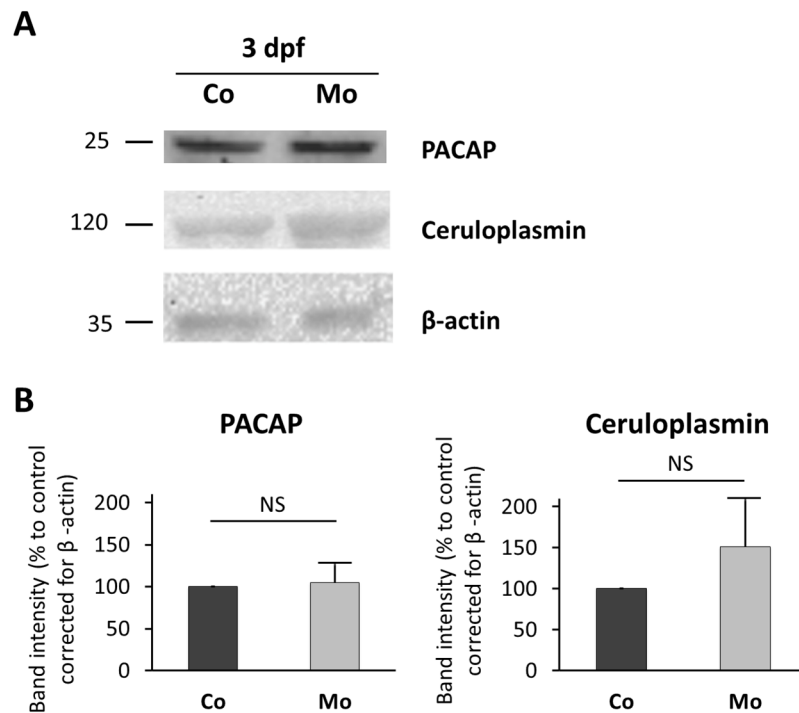 A
3 dpf
Co Mo
25 PACAP
120 Ceruloplasmin
35 β-actin
B
PACAP
Band intensity (% to control
corrected for β -actin)
200
150
100
50
0
NS
Co Mo
Ceruloplasmin
Band intensity (% to control
corrected for β -actin)
200
150
100
50
0
NS
Co Mo